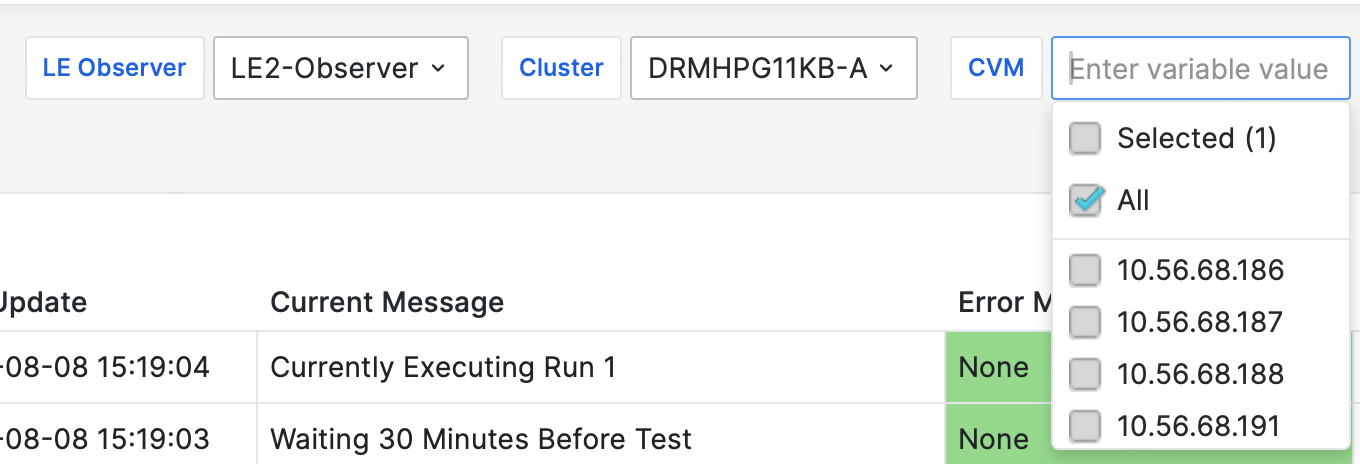 LE Observer LE2-Observer Cluster DRMHPG11KB-A CVM Enter variable value
Selected (1)
All
10.56.68.186
10.56.68.187
10.56.68.188
10.56.68.191
Update Current Message Error M
-08-08 15:19:04 Currently Executing Run 1 None
-08-08 15:19:03 Waiting 30 Minutes Before Test None